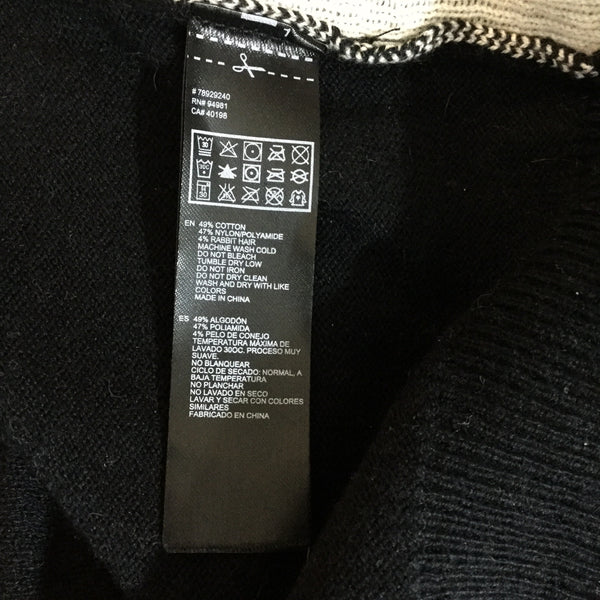 7
# 78929240
RN# 94981
CA# 40198
30
30C
H
30
EN 49% COTTON
47% NYLON/POLYAMIDE
4% RABBIT HAIR
MACHINE WASH COLD
DO NOT BLEACH
TUMBLE DRY LOW
DO NOT IRON
DO NOT DRY CLEAN
WASH AND DRY WITH LIKE
COLORS
MADE IN CHINA
ES 49% ALGODÓN
47% POLIAMIDA
4% PELO DE CONEJO
TEMPERATURA MÁXIMA DE
LAVADO 30OC. PROCESO MUY
SUAVE.
NO BLANQUEAR
CICLO DE SECADO: NORMAL, A
BAJA TEMPERATURA
NO PLANCHAR
NO LAVADO EN SECO
LAVAR Y SECAR CON COLORES
SIMILARES
FABRICADO EN CHINA